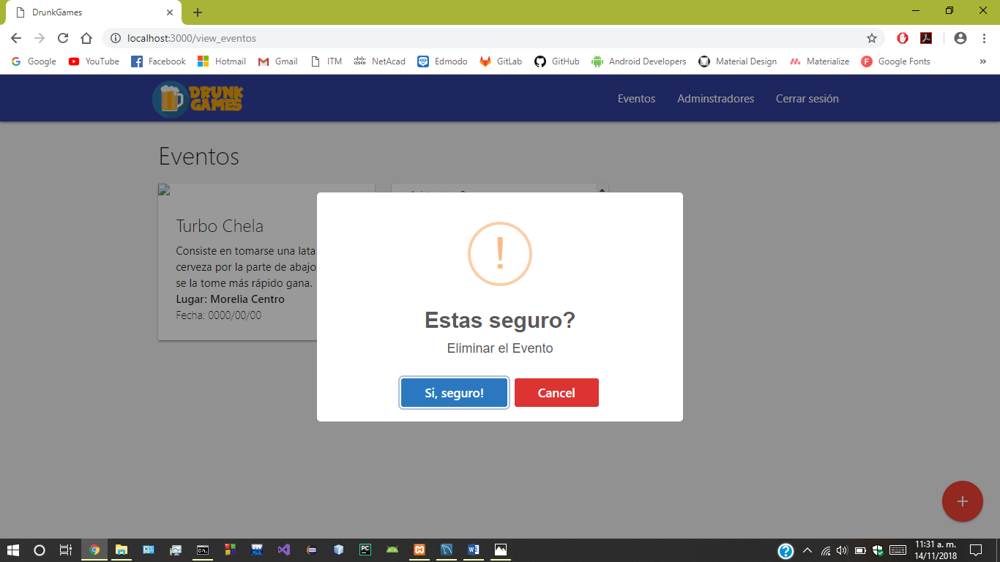 DrunkGames
localhost:3000/view_eventos
Google YouTube Facebook Hotmail Gmail ITM NetAcad Edmodo GitLab GitHub Android Developers Material Design Materialize Google Fonts »
DRUNK
GAMES
Eventos Adminstradores Cerrar sesión
Eventos
Turbo Chela
Consiste en tomarse una lata
cerveza por la parte de abajo,
se la tome más rápido gana.
Lugar: Morelia Centro
Fecha: 0000/00/00
!
Estas seguro?
Eliminar el Evento
Si, seguro!
Cancel
+
11:31 a. m.
14/11/2018